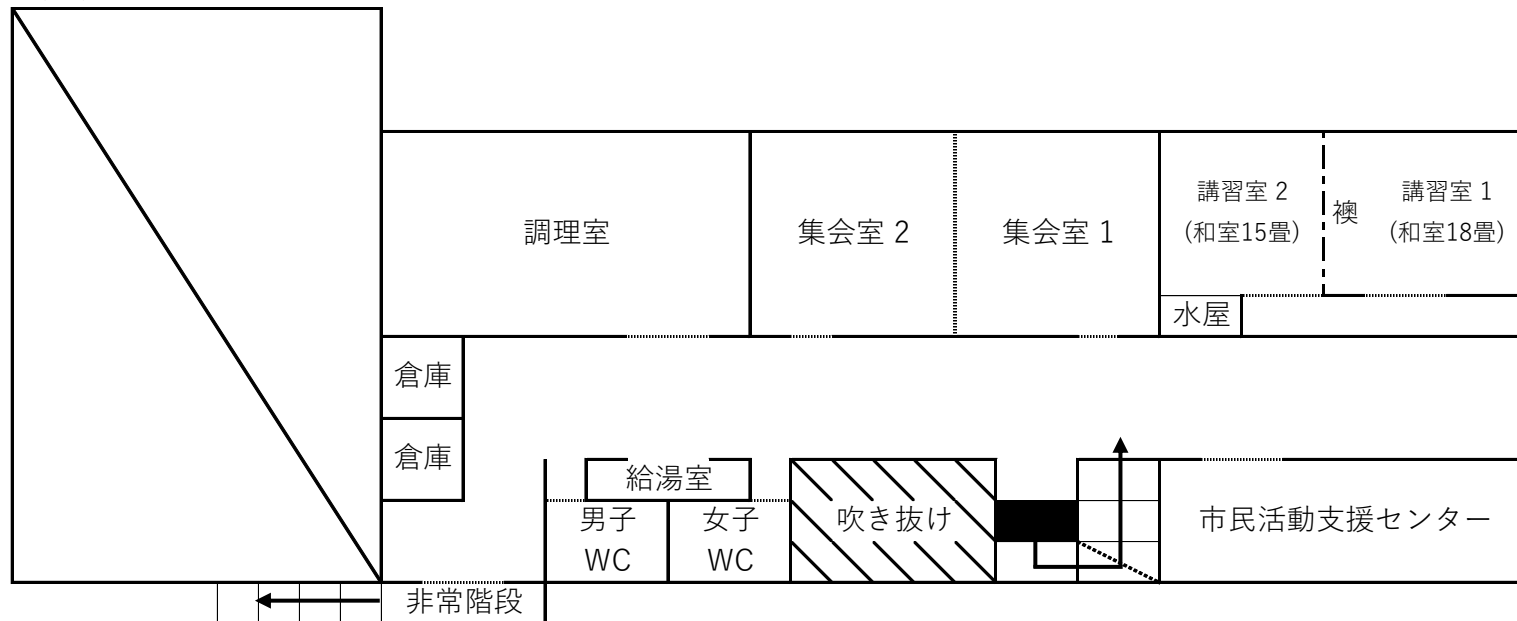 調理室
集会室 2
集会室 1
講習室 2
(和室15畳)
襖
講習室 1
(和室18畳)
水屋
倉庫
倉庫
給湯室
男子
WC
女子
WC
吹き抜け
市民活動支援センター
非常階段